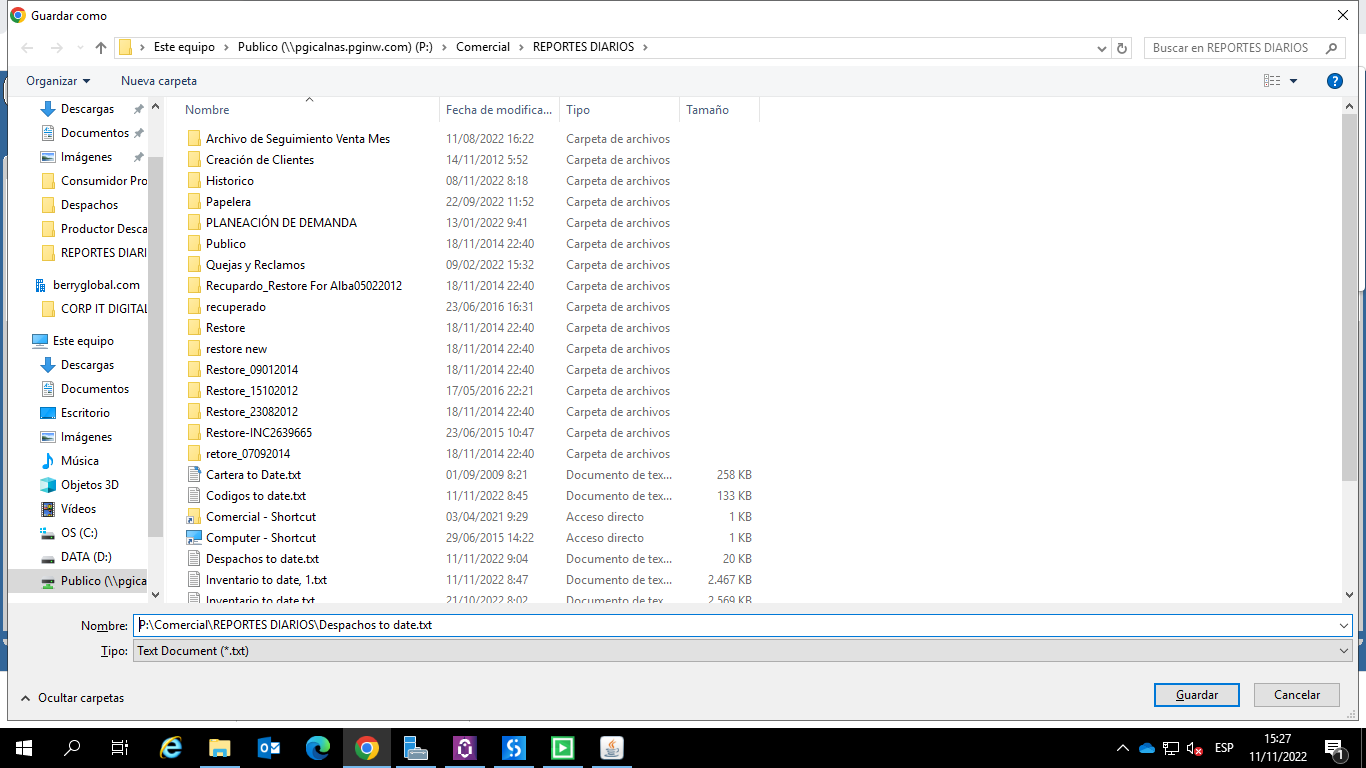 Guardar como
Este equipo > Publico (\\pgicalnas.pginw.com) (P:) > Comercial > REPORTES DIARIOS >
Buscar en REPORTES DIARIOS
Organizar
Nueva carpeta
Descargas
Documentos
Imágenes
Consumidor Pro
Despachos
Productor Desca
REPORTES DIARI
berryglobal.com
CORP IT DIGITAL
Este equipo
Descargas
Documentos
Escritorio
Imágenes
Música
Objetos 3D
Vídeos
OS (C:)
DATA (D:)
Publico (\\pgica
Nombre Fecha de modifica... Tipo Tamaño
Archivo de Seguimiento Venta Mes 11/08/2022 16:22 Carpeta de archivos
Creación de Clientes 14/11/2012 5:52 Carpeta de archivos
Historico 08/11/2022 8:18 Carpeta de archivos
Papelera 22/09/2022 11:52 Carpeta de archivos
PLANEACIÓN DE DEMANDA 13/01/2022 9:41 Carpeta de archivos
Publico 18/11/2014 22:40 Carpeta de archivos
Quejas y Reclamos 09/02/2022 15:32 Carpeta de archivos
Recupardo_Restore For Alba05022012 18/11/2014 22:40 Carpeta de archivos
recuperado 23/06/2016 16:31 Carpeta de archivos
Restore 18/11/2014 22:40 Carpeta de archivos
restore new 18/11/2014 22:40 Carpeta de archivos
Restore_09012014 18/11/2014 22:40 Carpeta de archivos
Restore_15102012 17/05/2016 22:21 Carpeta de archivos
Restore_23082012 18/11/2014 22:40 Carpeta de archivos
Restore-INC2639665 23/06/2015 10:47 Carpeta de archivos
retore_07092014 18/11/2014 22:40 Carpeta de archivos
Cartera to Date.txt 01/09/2009 8:21 Documento de tex... 258 KB
Codigos to date.txt 11/11/2022 8:45 Documento de tex... 133 KB
Comercial - Shortcut 03/04/2021 9:29 Acceso directo 1 KB
Computer - Shortcut 29/06/2015 14:22 Acceso directo 1 KB
Despachos to date.txt 11/11/2022 9:04 Documento de tex... 20 KB
Inventario to date, 1.txt 11/11/2022 8:47 Documento de tex... 2.467 KB
Inventario to date.txt 21/10/2022 8:02 Documento de tex... 2.569 KB
Nombre: P:\Comercial\REPORTES DIARIOS\Despachos to date.txt
Tipo: Text Document (*.txt)
Ocultar carpetas
Guardar
Cancelar
ESP
15:27
11/11/2022
1